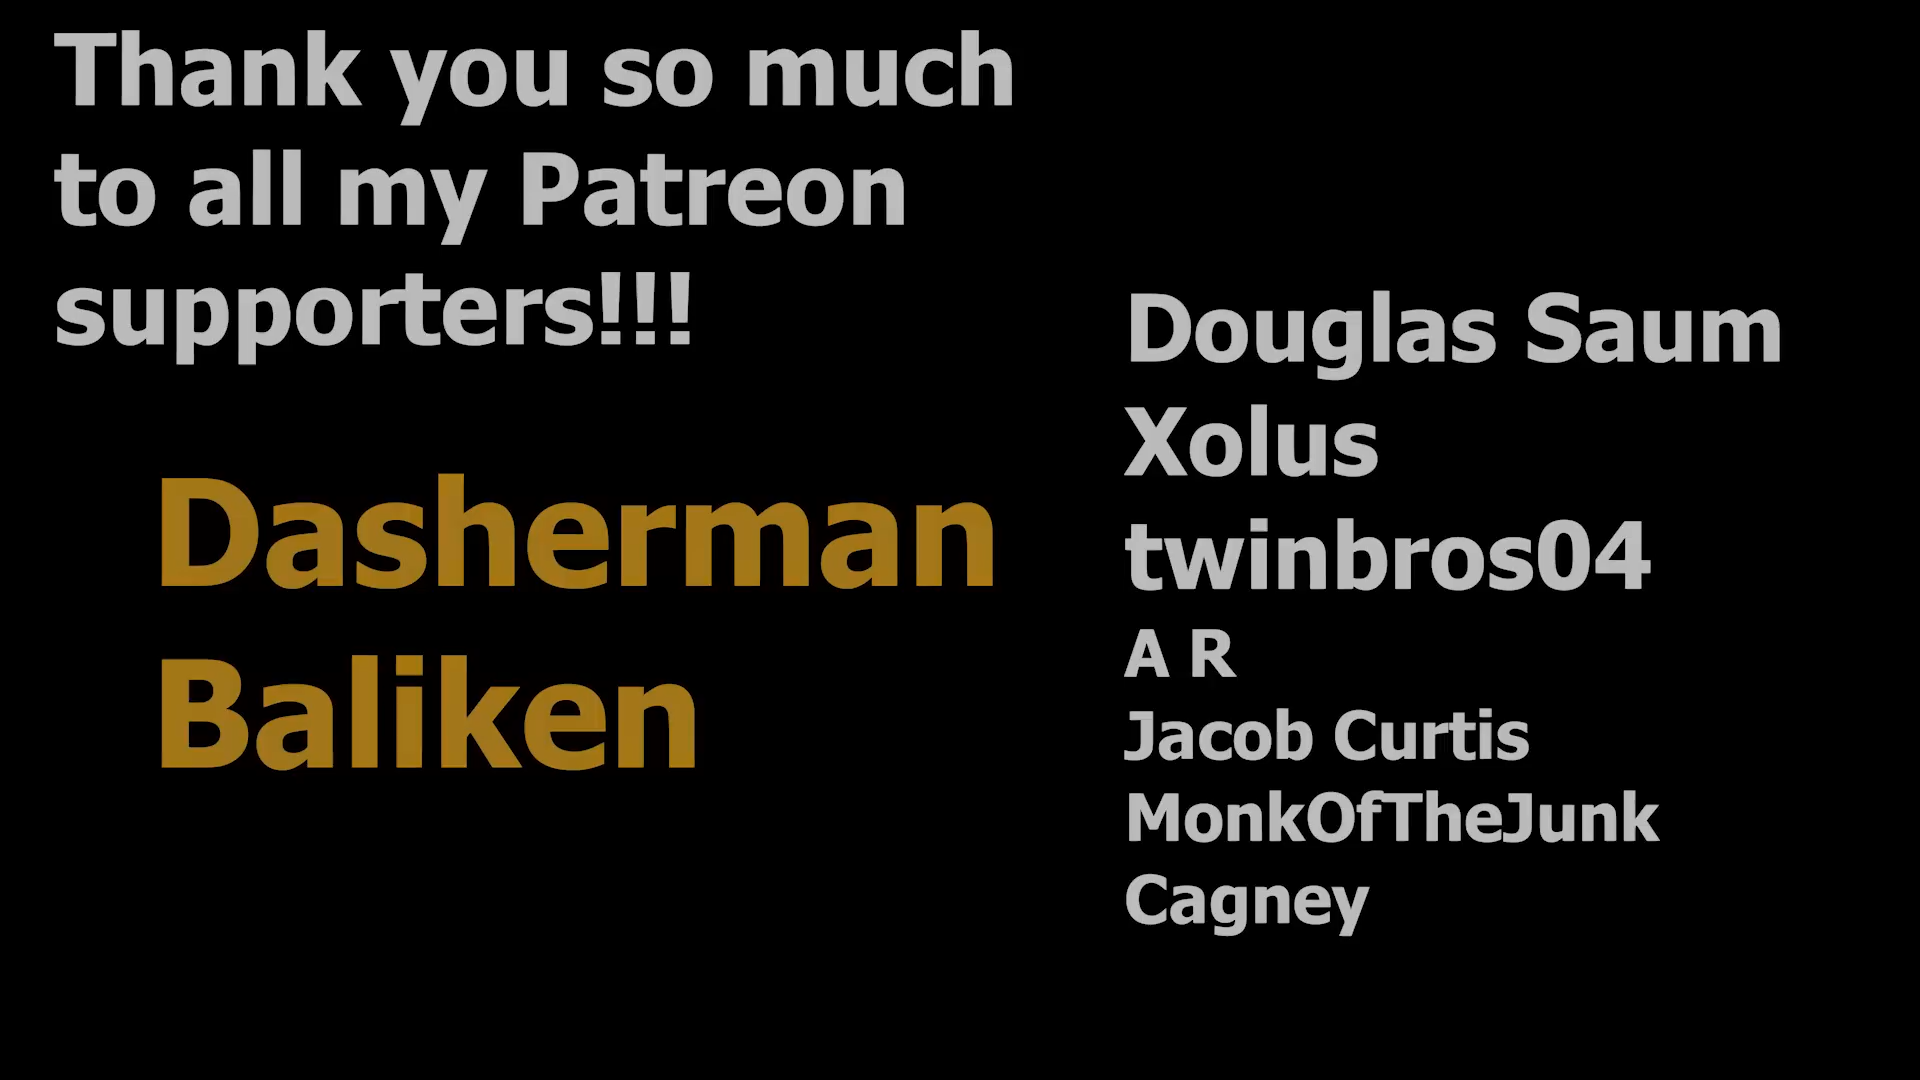 Thank you so much
to all my Patreon
supporters!!!
Dasherman
Baliken
Douglas Saum
Xolus
twinbros04
A R
Jacob Curtis
MonkOfTheJunk
Cagney